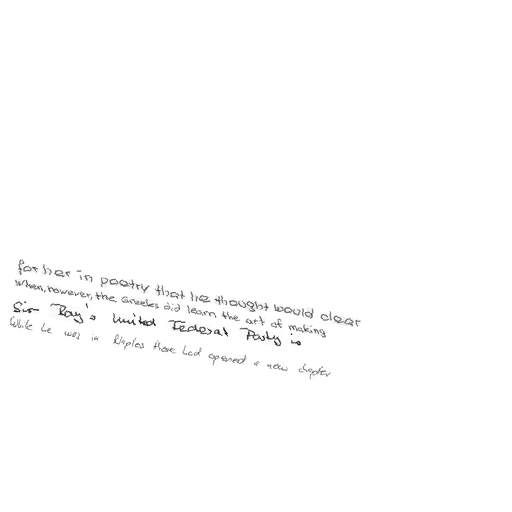 for her in poetry that he thought would clear
When, however, the Greeks did learn the art of making
Sir Roy's United Federal Party is
While he was in Naples there had opened a new chapter